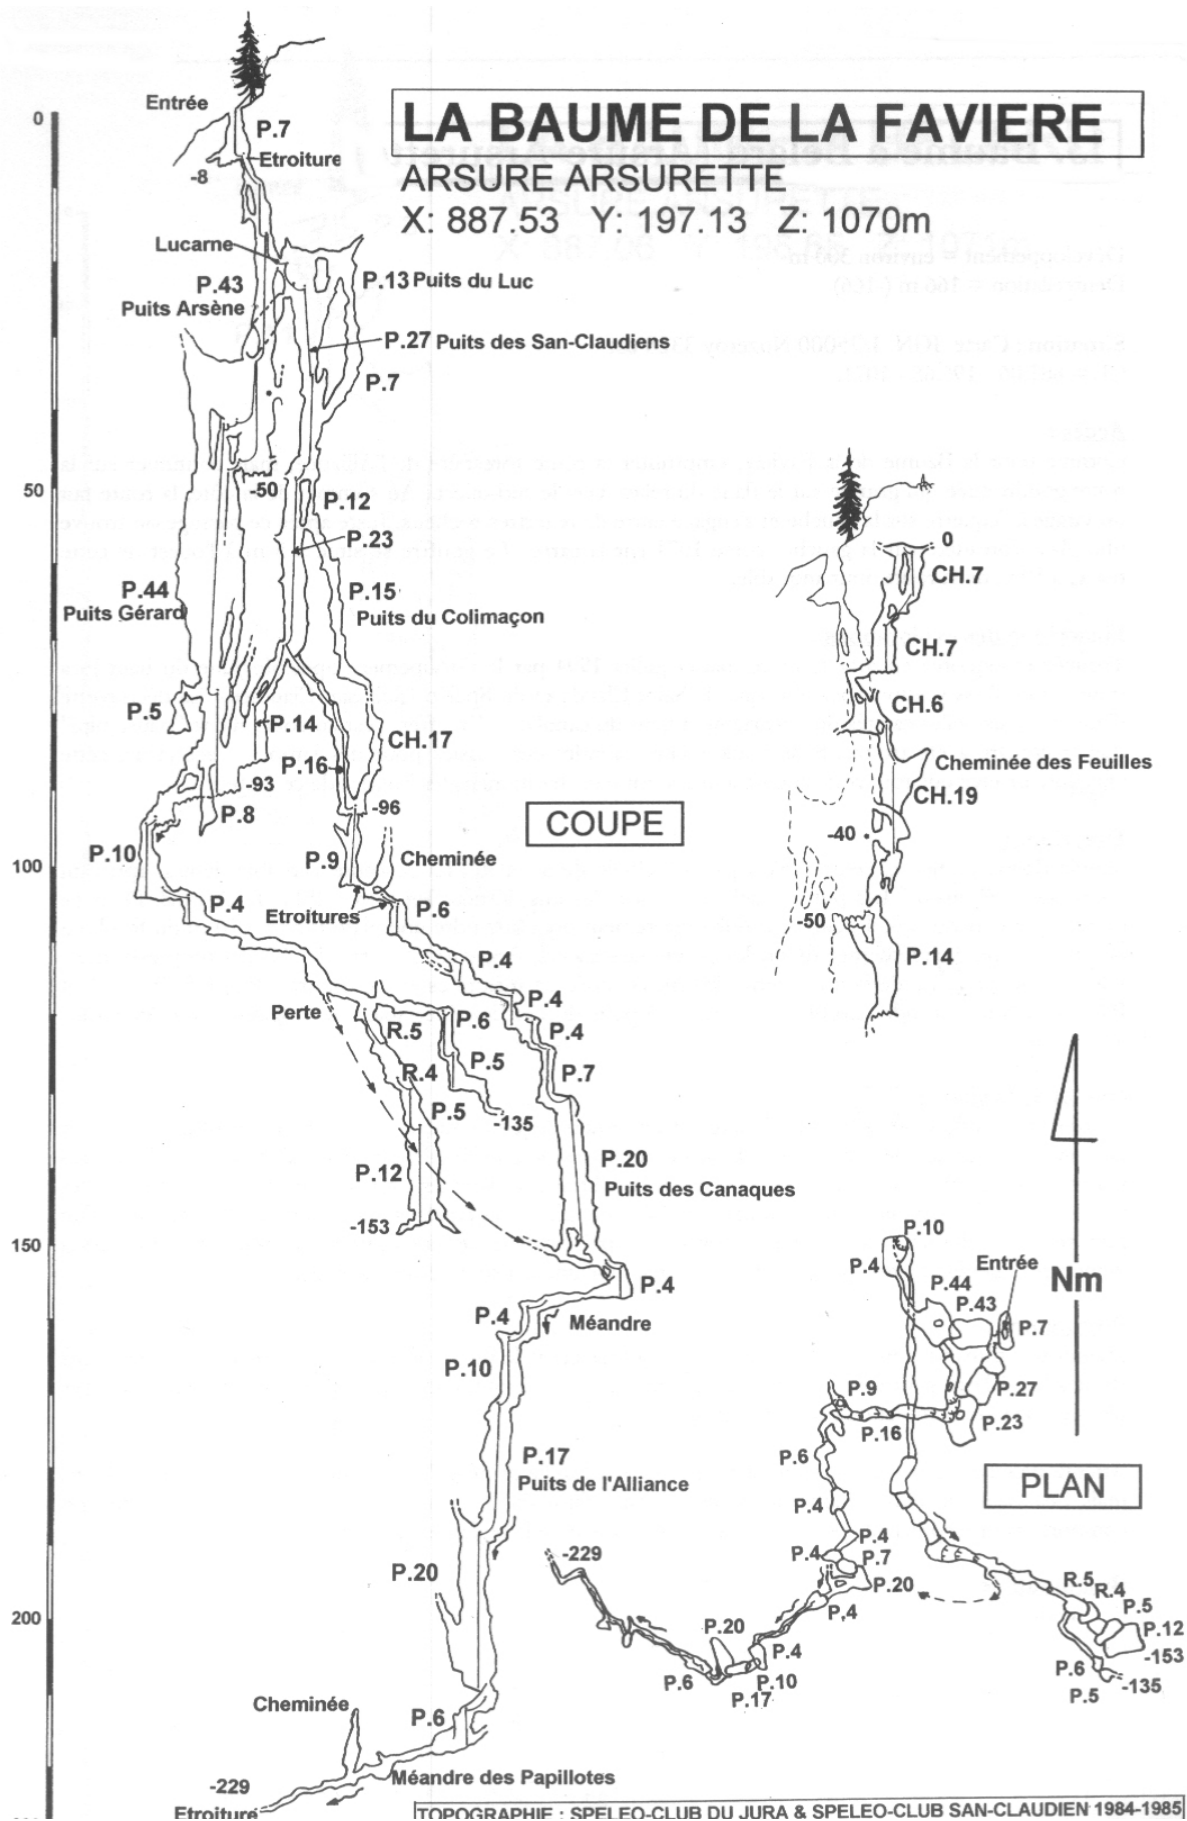 LA BAUME DE LA FAVIERE
ARSURE ARSURETTE
X: 887.53 Y: 197.13 Z: 1070m
0
50
100
150
200
Entrée
P.7
Etroiture
-8
Lucarne
P.43
Puits Arsène
P.13 Puits du Luc
P.27 Puits des San-Claudiens
P.7
-50
P.12
P.23
P.44
Puits Gérard
P.15
Puits du Colimaçon
P.5
P.14
CH.17
P.16
-93
-96
P.8
P.10
P.9
Cheminée
P.4
Etroitures
P.6
P.4
P.4
Perte
P.6
P.4
R.5
P.5
P.7
R.4
P.5
-135
P.12
P.20
Puits des Canaques
-153
P.4
P.4
Méandre
P.10
P.17
Puits de l'Alliance
P.20
Cheminée
P.6
Méandre des Papillotes
-229
Etroiture
COUPE
0
CH.7
CH.7
CH.6
Cheminée des Feuilles
CH.19
-40
-50
P.14
Nm
PLAN
P.10
P.4
Entrée
P.44
P.43
P.7
P.27
P.9
P.16
P.23
P.6
P.4
P.4
P.4
P.7
P.20
P,4
-229
P.20
P.4
P.6
P.10
P.17
R.5
R.4
P.5
P.12
-153
P.6
-135
P.5
TOPOGRAPHIE : SPELEO-CLUB DU JURA & SPELEO-CLUB SAN-CLAUDIEN 1984-1985